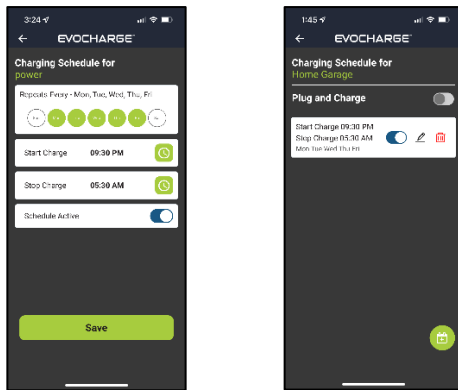 3:24
EVOCHARGE
Charging Schedule for
power
Repeats Every - Mon, Tue, Wed, Thu, Fri
Start Charge 09:30 PM
Stop Charge 05:30 AM
Schedule Active
Save
1:45
EVOCHARGE
Charging Schedule for
Home Garage
Plug and Charge
Start Charge 09:30 PM
Stop Charge 05:30 AM
Mon Tue Wed Thu Fri